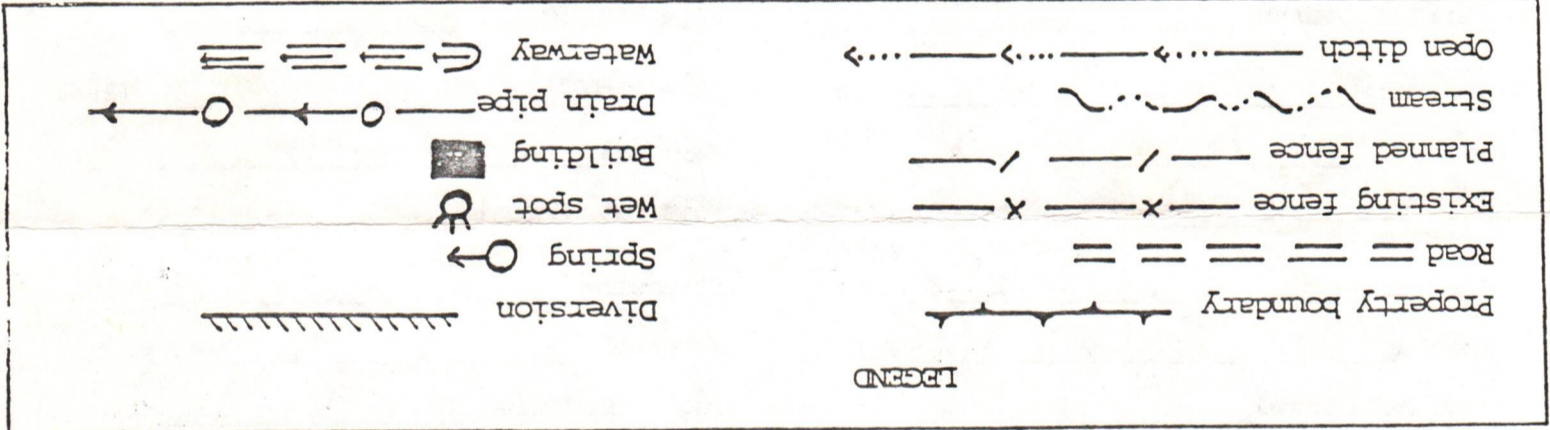 LEGEND
Property boundary
Road
Existing fence
Planned fence
Stream
Open ditch
Diversion
Spring
Wet spot
Building
Drain pipe
Waterway